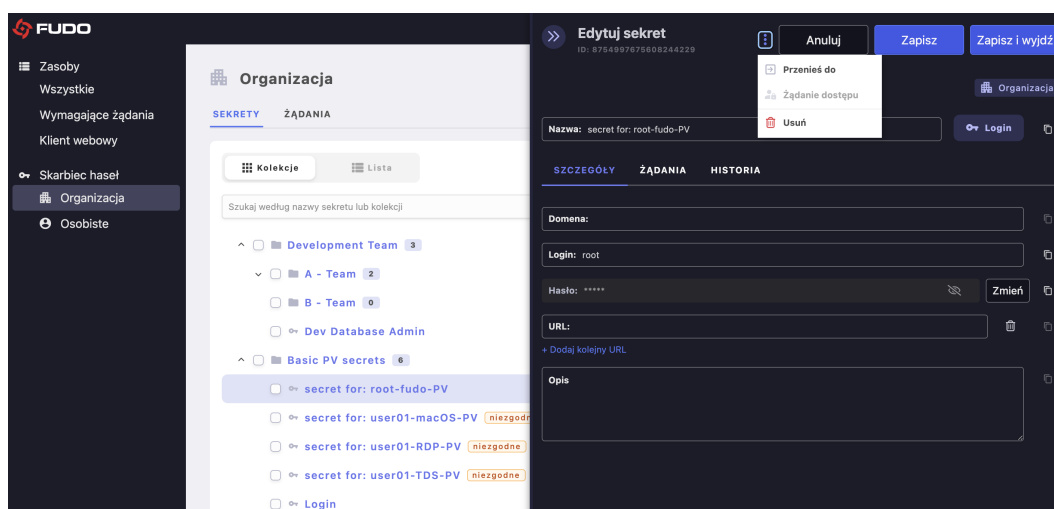 FUDO
Zasoby
Wszystkie
Wymagające żądania
Klient webowy
Skarbiec haseł
Organizacja
Osobiste
Organizacja
SEKRETY ŻĄDANIA
Kolekcje Lista
Szukaj według nazwy sekretu lub kolekcji
Development Team 3
A - Team 2
B - Team 0
Dev Database Admin
Basic PV secrets 6
secret for: root-fudo-PV
secret for: user01-macOS-PV
secret for: user01-RDP-PV niezgodne
secret for: user01-TDS-PV niezgodne
Login
Edytuj sekret
ID: 8754997675608244229
Anuluj Zapisz Zapisz i wyjdź
Przenieś do
Żądanie dostępu
Usuń
Organizacja
Nazwa: secret for: root-fudo-PV
Login
SZCZEGÓŁY ŻĄDANIA HISTORIA
Domena:
Login: root
Hasło: ***** Zmień
URL:
+ Dodaj kolejny URL
Opis